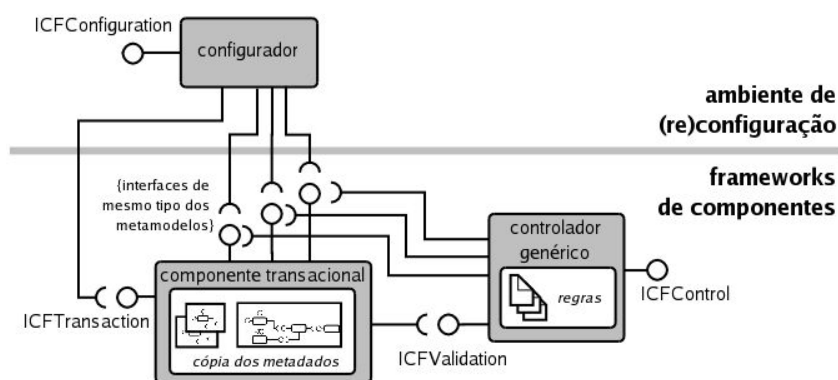 ICFConfiguration
configurador
ambiente de
(re)configuração
{interfaces de
mesmo tipo dos
metamodelos}
frameworks
de componentes
controlador
genérico
componente transacional
regras
ICFControl
ICFTransaction
cópia dos metadados
ICFValidation